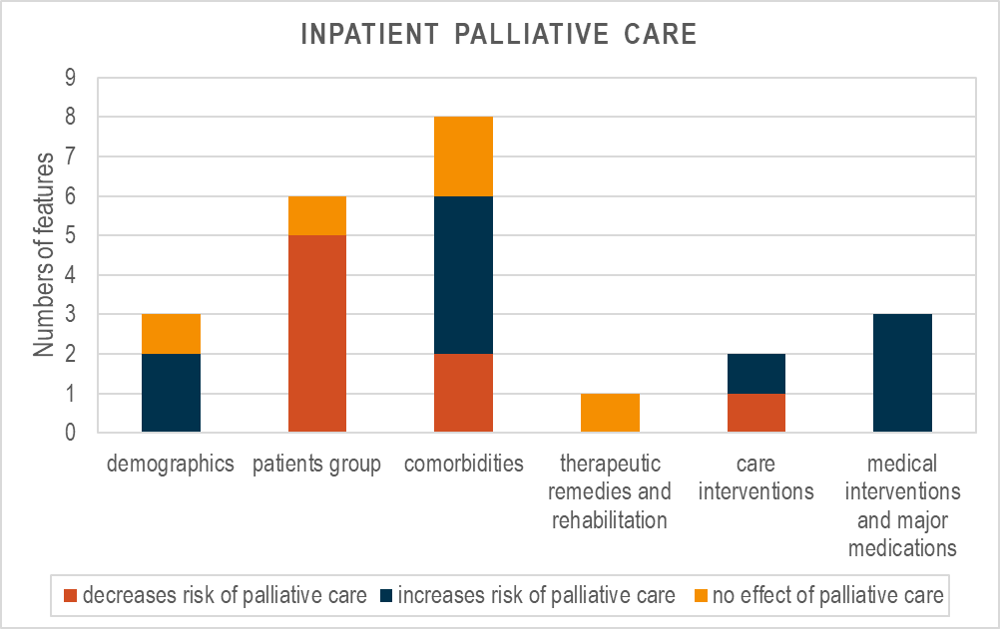 INPATIENT PALLIATIVE CARE
Numbers of features
9
8
7
6
5
4
3
2
1
0
demographics
patients group
comorbidities
therapeutic
remedies and
rehabilitation
care
interventions
medical
interventions
and major
medications
decreases risk of palliative care
increases risk of palliative care
no effect of palliative care